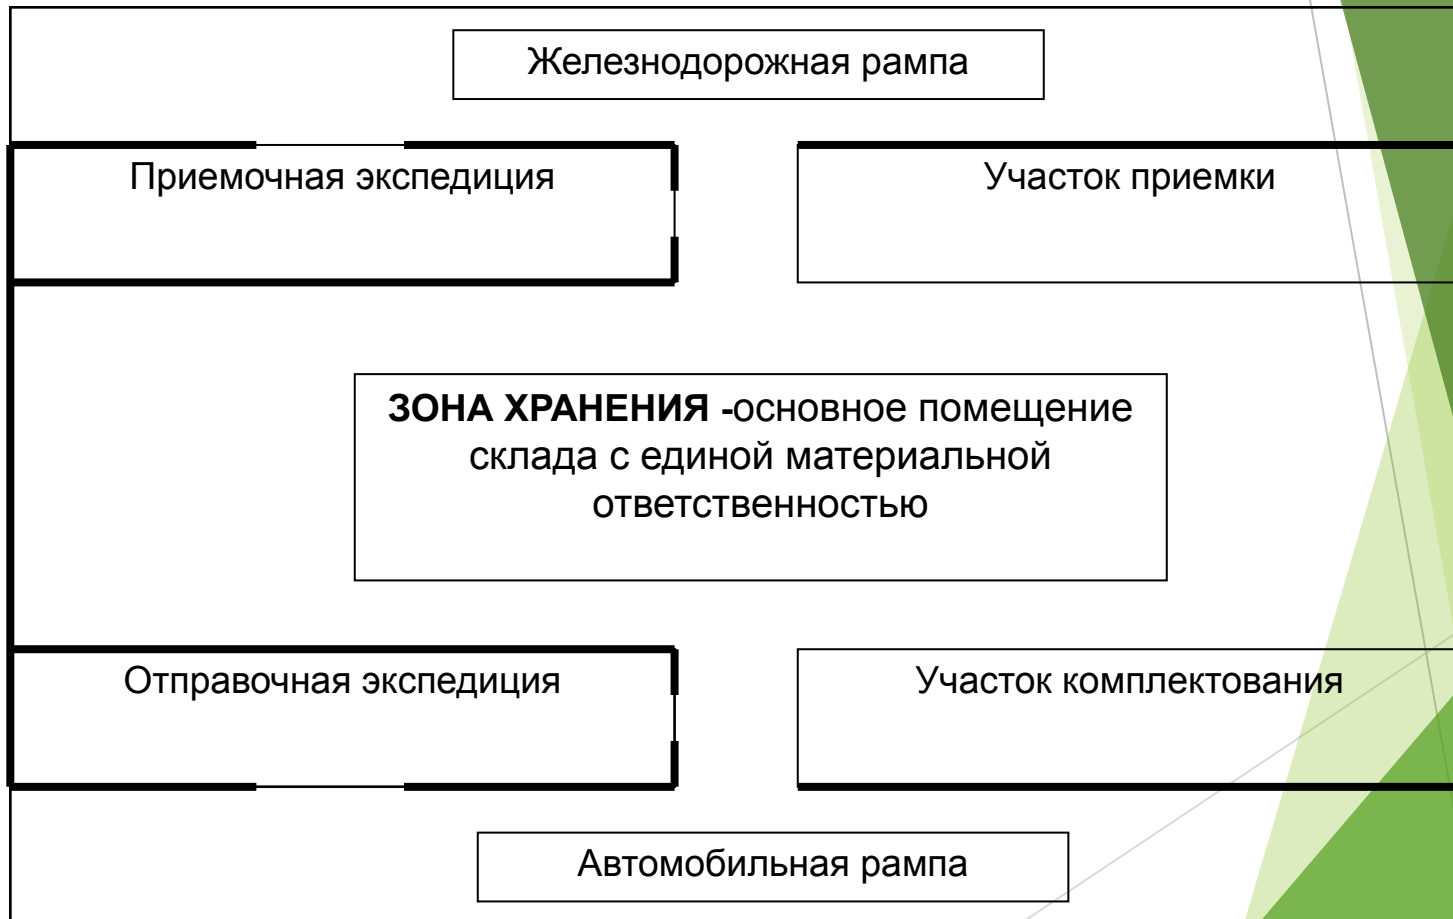 Железнодорожная рампа
Приемочная экспедиция
Участок приемки
ЗОНА ХРАНЕНИЯ -основное помещение
склада с единой материальной
ответственностью
Отправочная экспедиция
Участок комплектования
Автомобильная рампа